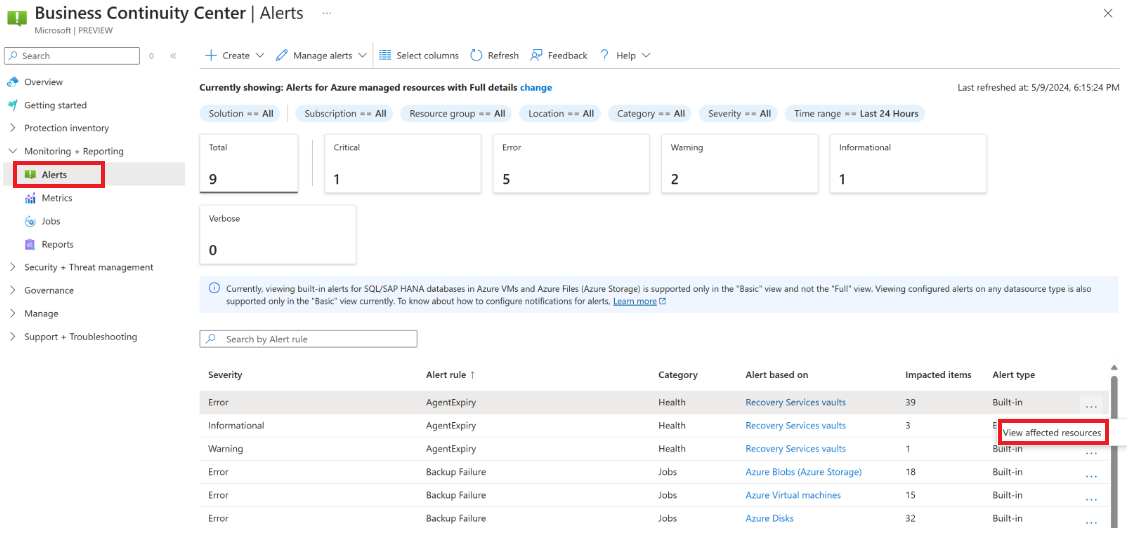 Business Continuity Center | Alerts ...
Microsoft | PREVIEW
Search
Overview
Getting started
Protection inventory
Monitoring + Reporting
Alerts
Metrics
Jobs
Reports
Security + Threat management
Governance
Manage
Support + Troubleshooting
Create Manage alerts Select columns Refresh Feedback Help
Currently showing: Alerts for Azure managed resources with Full details change
Last refreshed at: 5/9/2024, 6:15:24 PM
Solution == All Subscription == All Resource group == All Location == All Category == All Severity == All Time range == Last 24 Hours
Total Critical Error Warning Informational
9 1 5 2 1
Verbose
0
Currently, viewing built-in alerts for SQL/SAP HANA databases in Azure VMs and Azure Files (Azure Storage) is supported only in the "Basic" view and not the "Full" view. Viewing configured alerts on any datasource type is also
supported only in the "Basic" view currently. To know about how to configure notifications for alerts, Learn more
Search by Alert rule
Severity Alert rule ↑ Category Alert based on Impacted items Alert type
Error AgentExpiry Health Recovery Services vaults 39 Built-in ...
Informational AgentExpiry Health Recovery Services vaults 3
View affected resources
Warning AgentExpiry Health Recovery Services vaults 1 Built-in ...
Error Backup Failure Jobs Azure Blobs (Azure Storage) 18 Built-in ...
Error Backup Failure Jobs Azure Virtual machines 15 Built-in ...
Error Backup Failure Jobs Azure Disks 32 Built-in ...